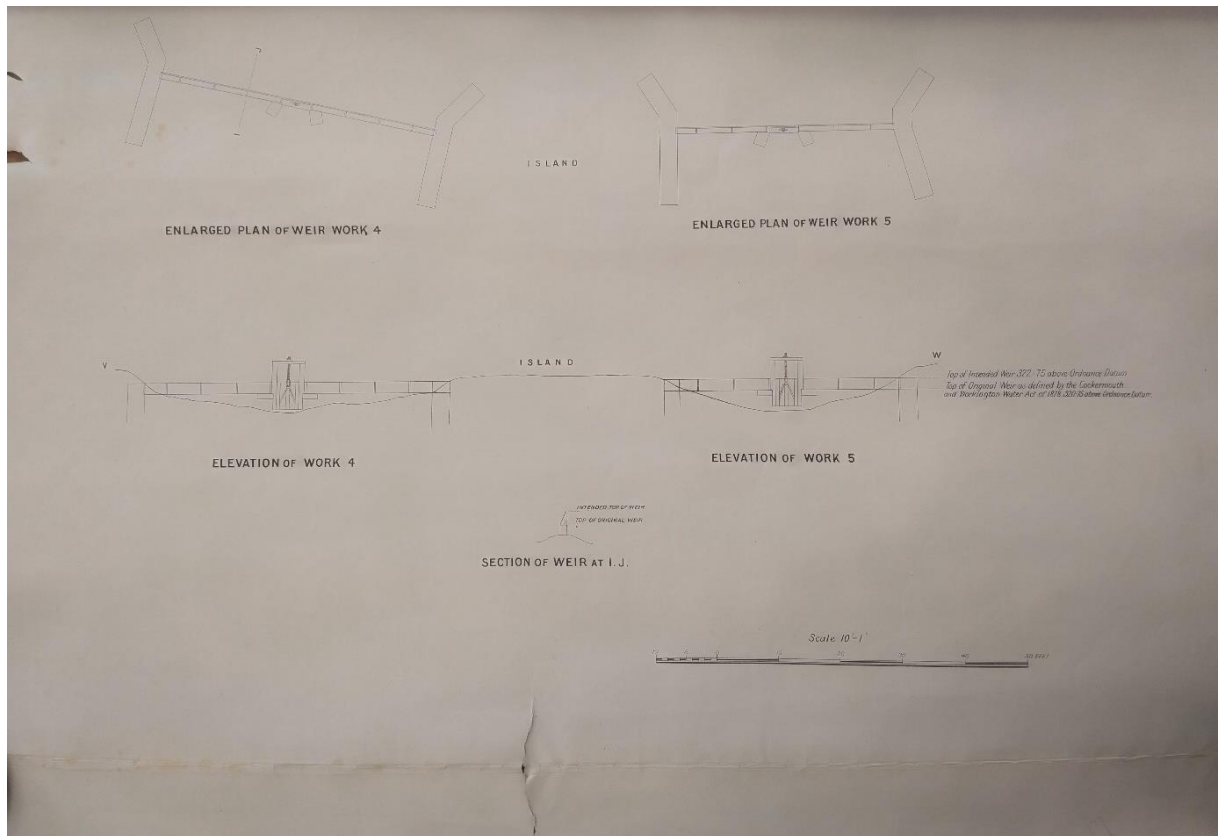 ISLAND
ENLARGED PLAN OF WEIR WORK 4
ENLARGED PLAN OF WEIR WORK 5
V
ISLAND
W
Top of Intended Weir 322·75 above Ordnance Datum
Top of Original Weir as defined by the Cockermouth
and Workington Water Act of 1878. above Ordnance Datum.
ELEVATION OF WORK 4
ELEVATION OF WORK 5
INTENDED TOP OF WEIR
TOP OF ORIGINAL WEIR
SECTION OF WEIR AT I.J.
Scale 10'-1"
10 5 0 10 20 30 40 50 FEET